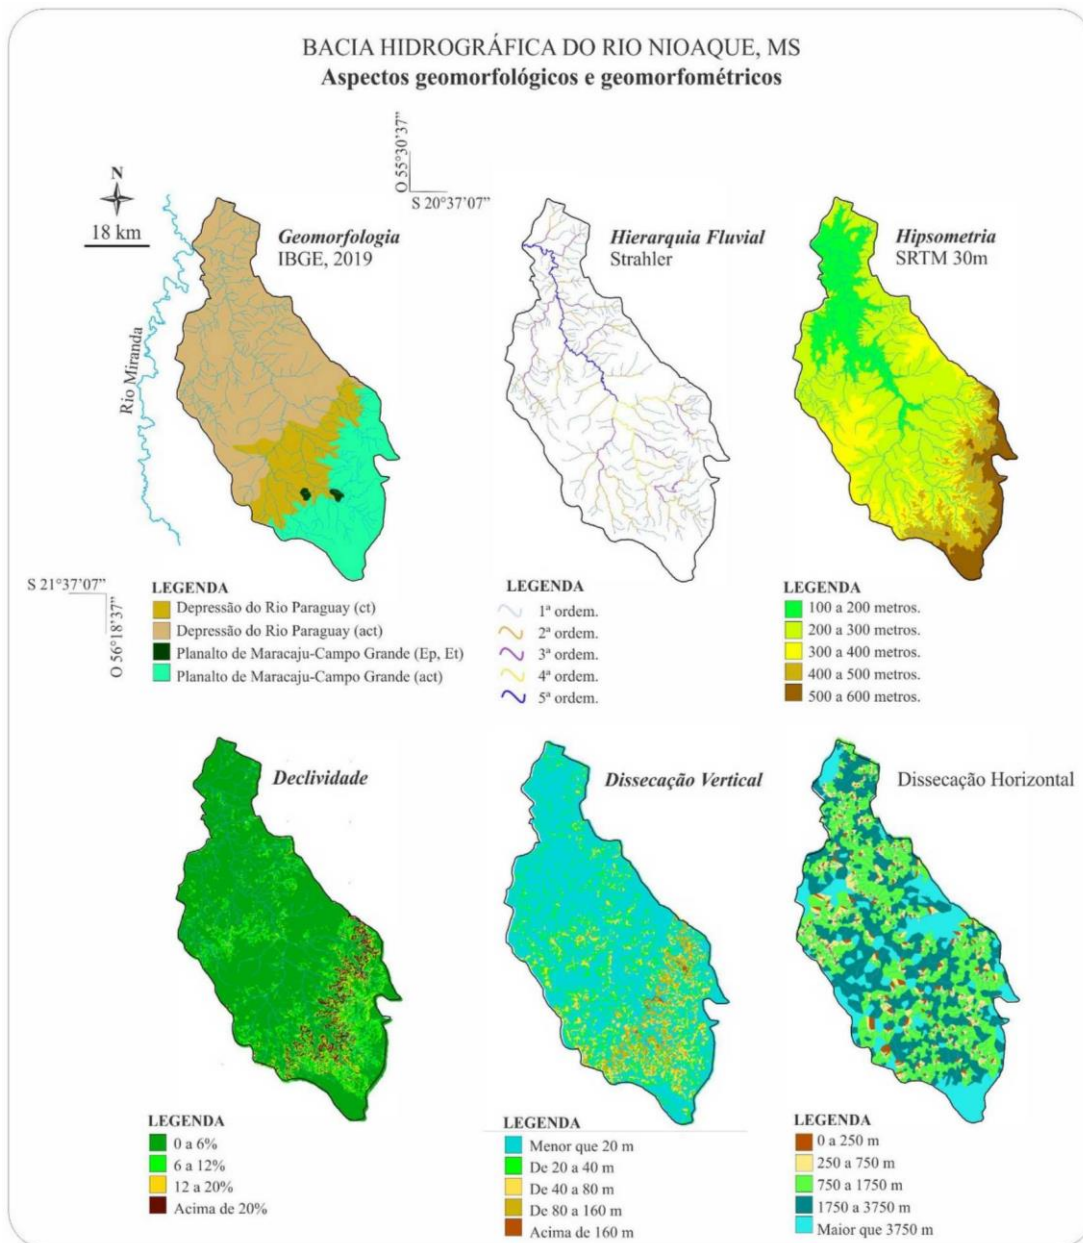 BACIA HIDROGRÁFICA DO RIO NIOAQUE, MS
Aspectos geomorfológicos e geomorfométricos
O 55°30'37"
S 20°37'07"
N
18 km
Rio Miranda
Geomorfologia
IBGE, 2019
Hierarquia Fluvial
Strahler
Hipsometria
SRTM 30m
S 21°37'07"
O 56°18'37"
LEGENDA
Depressão do Rio Paraguay (ct)
Depressão do Rio Paraguay (act)
Planalto de Maracaju-Campo Grande (Ep, Et)
Planalto de Maracaju-Campo Grande (act)
LEGENDA
1ª ordem.
2ª ordem.
3ª ordem.
4ª ordem.
5ª ordem.
LEGENDA
100 a 200 metros.
200 a 300 metros.
300 a 400 metros.
400 a 500 metros.
500 a 600 metros.
Declividade
Dissecação Vertical
Dissecação Horizontal
LEGENDA
0 a 6%
6 a 12%
12 a 20%
Acima de 20%
LEGENDA
Menor que 20 m
De 20 a 40 m
De 40 a 80 m
De 80 a 160 m
Acima de 160 m
LEGENDA
0 a 250 m
250 a 750 m
750 a 1750 m
1750 a 3750 m
Maior que 3750 m